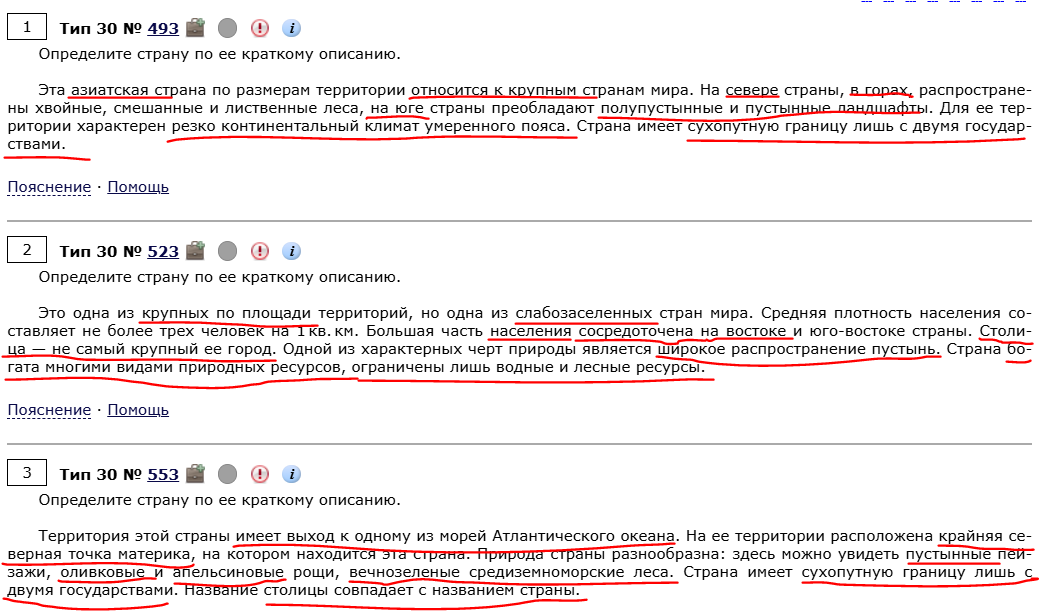 1 Тип 30 № 493
Определите страну по ее краткому описанию.
Эта азиатская страна по размерам территории относится к крупным странам мира. На севере страны, в горах, распростране-
ны хвойные, смешанные и лиственные леса, на юге страны преобладают полупустынные и пустынные ландшафты. Для ее тер-
ритории характерен резко континентальный климат умеренного пояса. Страна имеет сухопутную границу лишь с двумя государ-
ствами.
Пояснение · Помощь
2 Тип 30 № 523
Определите страну по ее краткому описанию.
Это одна из крупных по площади территорий, но одна из слабозаселенных стран мира. Средняя плотность населения со-
ставляет не более трех человек на 1 кв. км. Большая часть населения сосредоточена на востоке и юго-востоке страны. Столи-
ца — не самый крупный ее город. Одной из характерных черт природы является широкое распространение пустынь. Страна бо-
гата многими видами природных ресурсов, ограничены лишь водные и лесные ресурсы.
Пояснение · Помощь
3 Тип 30 № 553
Определите страну по ее краткому описанию.
Территория этой страны имеет выход к одному из морей Атлантического океана. На ее территории расположена крайняя се-
верная точка материка, на котором находится эта страна. Природа страны разнообразна: здесь можно увидеть пустынные пей-
зажи, оливковые и апельсиновые рощи, вечнозеленые средиземноморские леса. Страна имеет сухопутную границу лишь с
двумя государствами. Название столицы совпадает с названием страны.